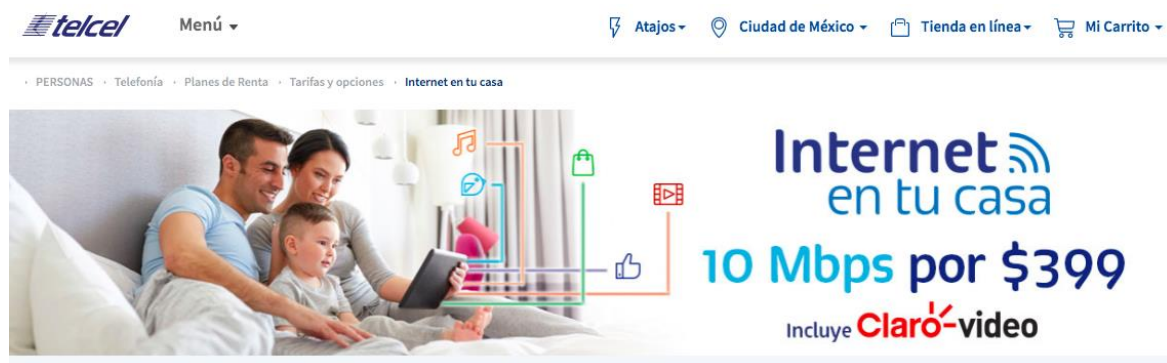 telcel Menú Atajos Ciudad de México Tienda en línea Mi Carrito
PERSONAS Telefonía Planes de Renta Tarifas y opciones Internet en tu casa
Internet
en tu casa
10 Mbps por $399
Incluye Claro-video